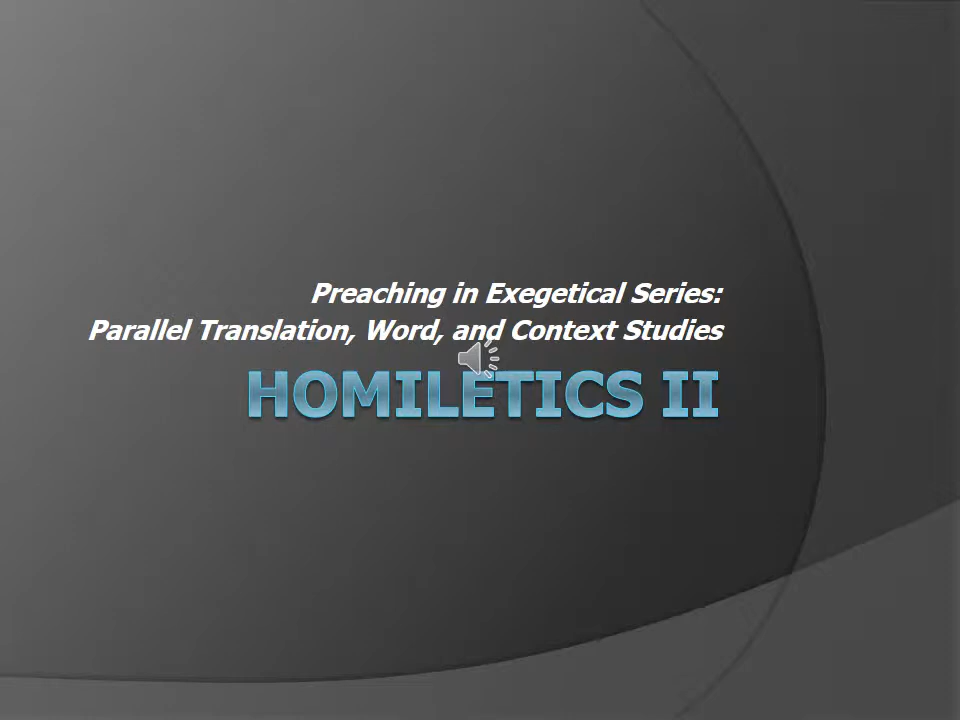 Preaching in Exegetical Series:
Parallel Translation, Word, and Context Studies
HOMILETICS II